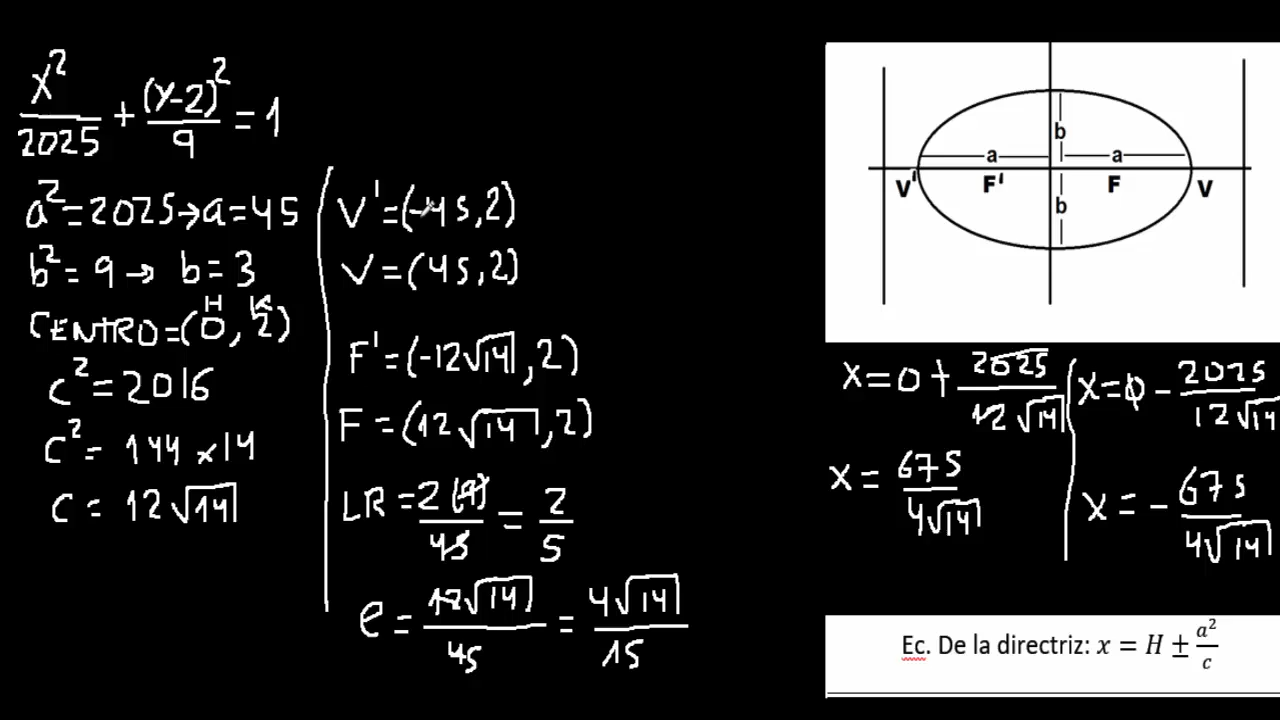 x²/2025 + (y-2)²/9 = 1
a²=2025→a=45
b²=9→b=3
H K
CENTRO=(0,2)
c²=2016
c²=144×14
c=12√14
V'=(-45,2)
V=(45,2)
F'=(-12√14,2)
F=(12√14,2)
LR=2(9)/45=2/5
e=12√14/45=4√14/15
b
a a
V' F' F V
b
x=0+2025/12√14
x=675/4√14
x=0-2025/12√14
x=-675/4√14
Ec. De la directriz: x = H ± a²/c